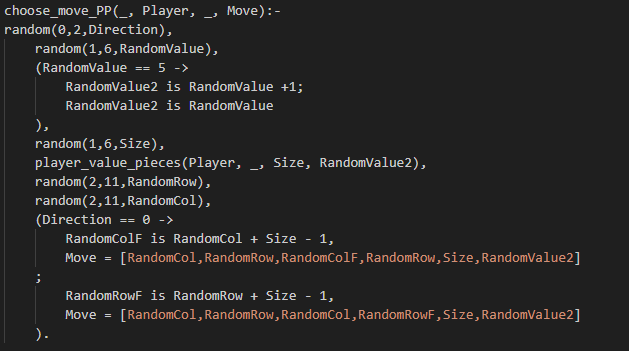 choose_move_PP(_, Player, _, Move):-
random(0,2,Direction),
    random(1,6,RandomValue),
    (RandomValue == 5 ->
        RandomValue2 is RandomValue +1;
        RandomValue2 is RandomValue
    ),
    random(1,6,Size),
    player_value_pieces(Player, _, Size, RandomValue2),
    random(2,11,RandomRow),
    random(2,11,RandomCol),
    (Direction == 0 ->
        RandomColF is RandomCol + Size - 1,
        Move = [RandomCol,RandomRow,RandomColF,RandomRow,Size,RandomValue2]
    ;
        RandomRowF is RandomRow + Size - 1,
        Move = [RandomCol,RandomRow,RandomCol,RandomRowF,Size,RandomValue2]
    ).